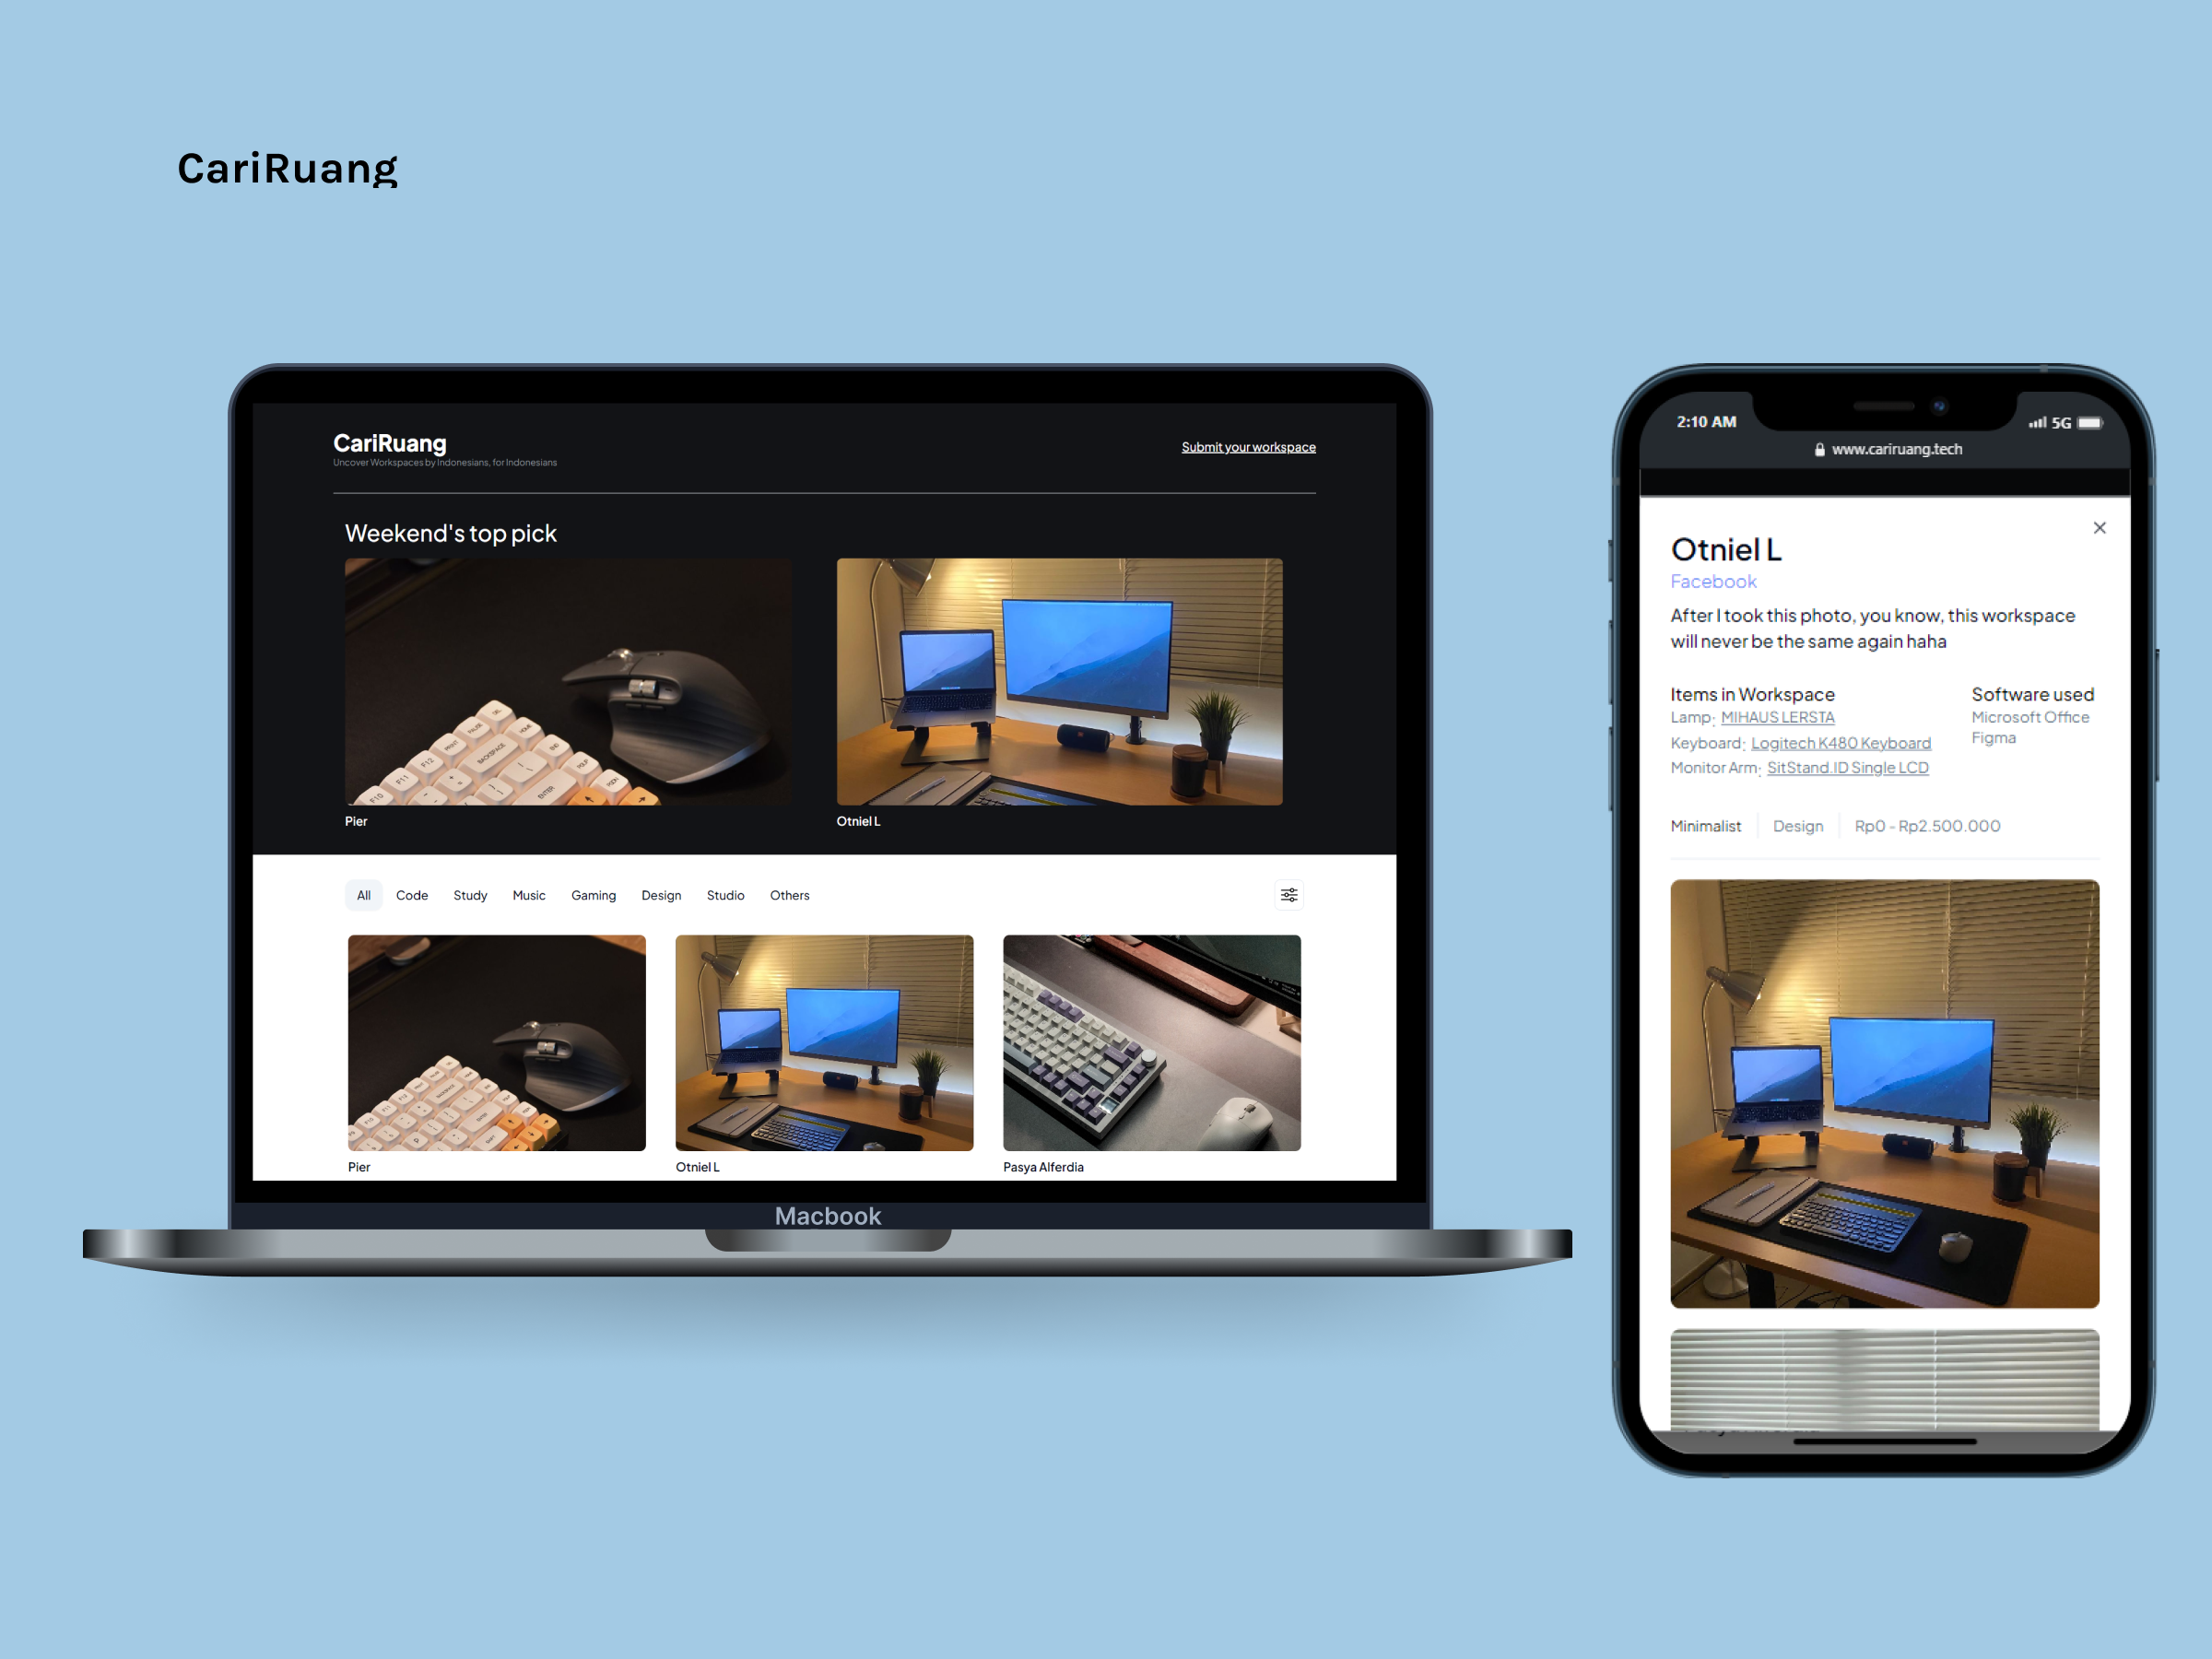 CariRuang
CariRuang
Uncover Workspaces by Indonesians, for Indonesians
Submit your workspace
Weekend's top pick
Pier
Otniel L
All Code Study Music Gaming Design Studio Others
Pier
Otniel L
Pasya Alferdia
Macbook
2:10 AM
5G
www.cariruang.tech
Otniel L
Facebook
After I took this photo, you know, this workspace
will never be the same again haha
Items in Workspace
Lamp: MIHAUS LERSTA
Keyboard: Logitech K480 Keyboard
Monitor Arm: SitStand.ID Single LCD
Software used
Microsoft Office
Figma
Minimalist Design Rp0 - Rp2.500.000